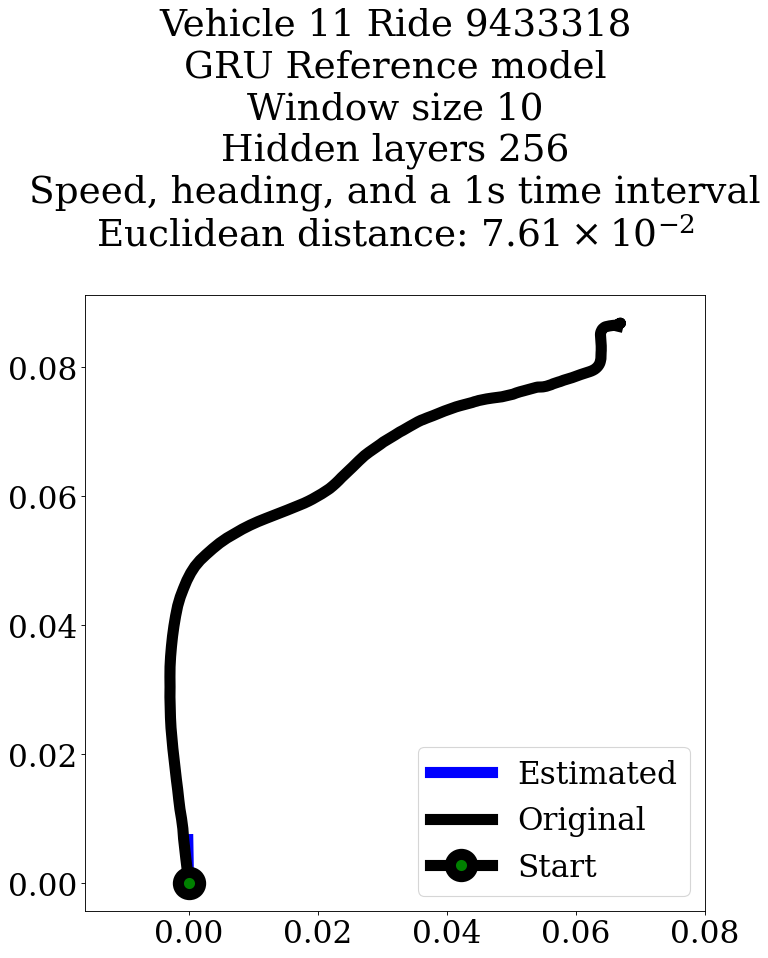 Vehicle 11 Ride 9433318
GRU Reference model
Window size 10
Hidden layers 256
Speed, heading, and a 1s time interval
Euclidean distance: 7.61 × 10⁻²
0.08
0.06
0.04
0.02
0.00
Estimated
Original
Start
0.00 0.02 0.04 0.06 0.08